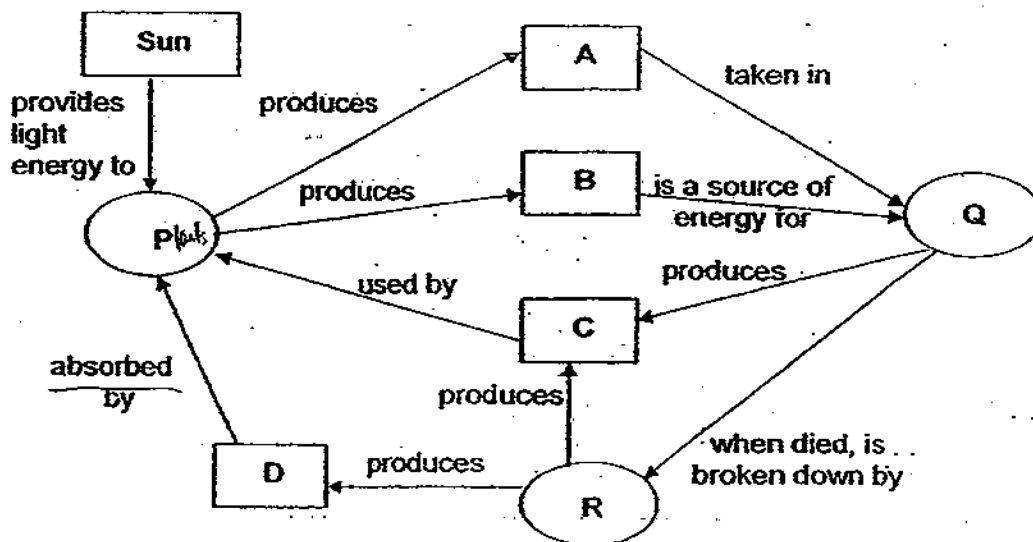 Sun
A
taken in
provides
light
energy to
produces
produces
B
is a source of
energy for
Q
Plants
used by
produces
C
absorbed
by
produces
D
produces
R
when died, is
broken down by